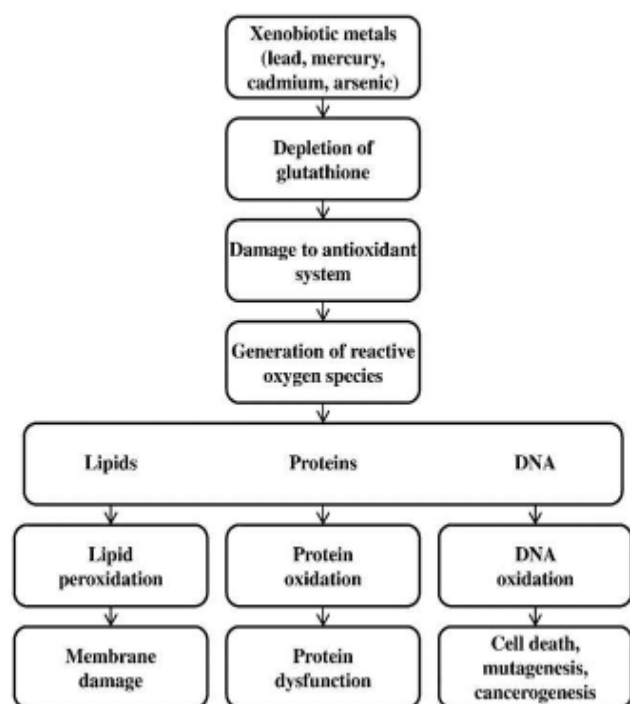 Xenobiotic metals
(lead, mercury,
cadmium, arsenic)
Depletion of
glutathione
Damage to antioxidant
system
Generation of reactive
oxygen species
Lipids
Proteins
DNA
Lipid
peroxidation
Protein
oxidation
DNA
oxidation
Membrane
damage
Protein
dysfunction
Cell death,
mutagenesis,
cancerogenesis